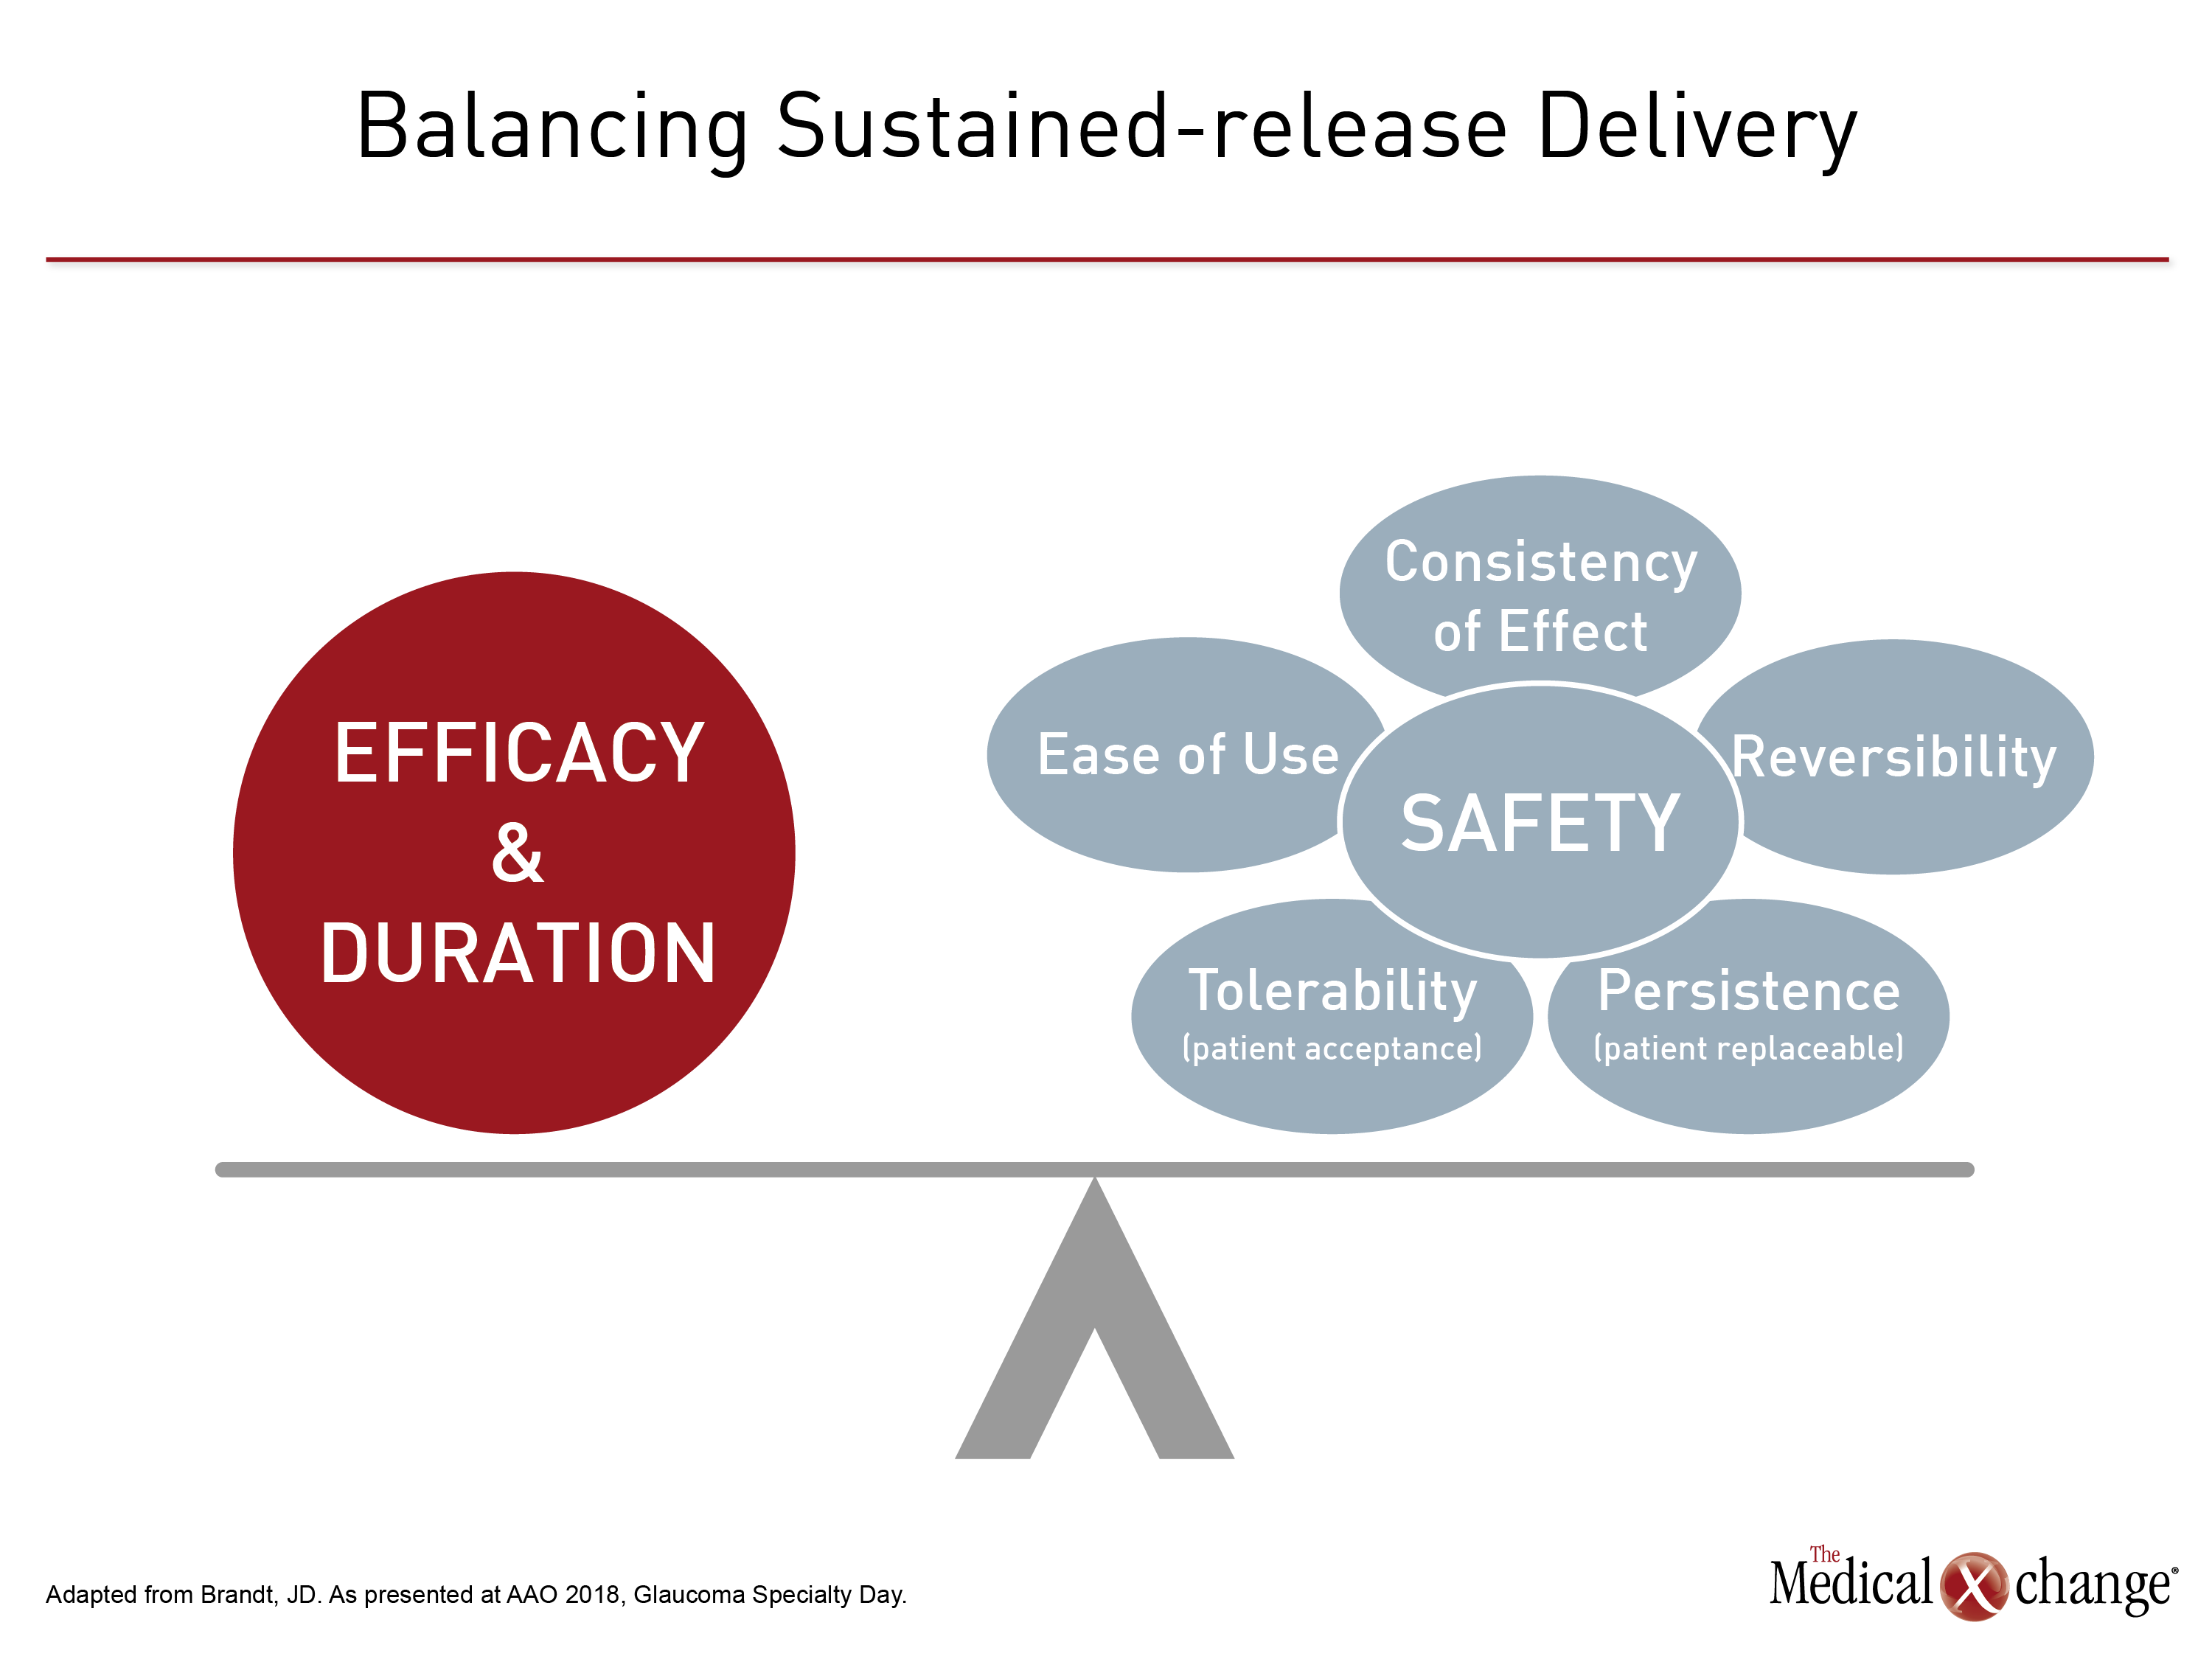 Balancing Sustained-release Delivery
EFFICACY
&
DURATION
Consistency
of Effect
Ease of Use
Reversibility
SAFETY
Tolerability
(patient acceptance)
Persistence
(patient replaceable)
Adapted from Brandt, JD. As presented at AAO 2018, Glaucoma Specialty Day.
The
Medical X change®